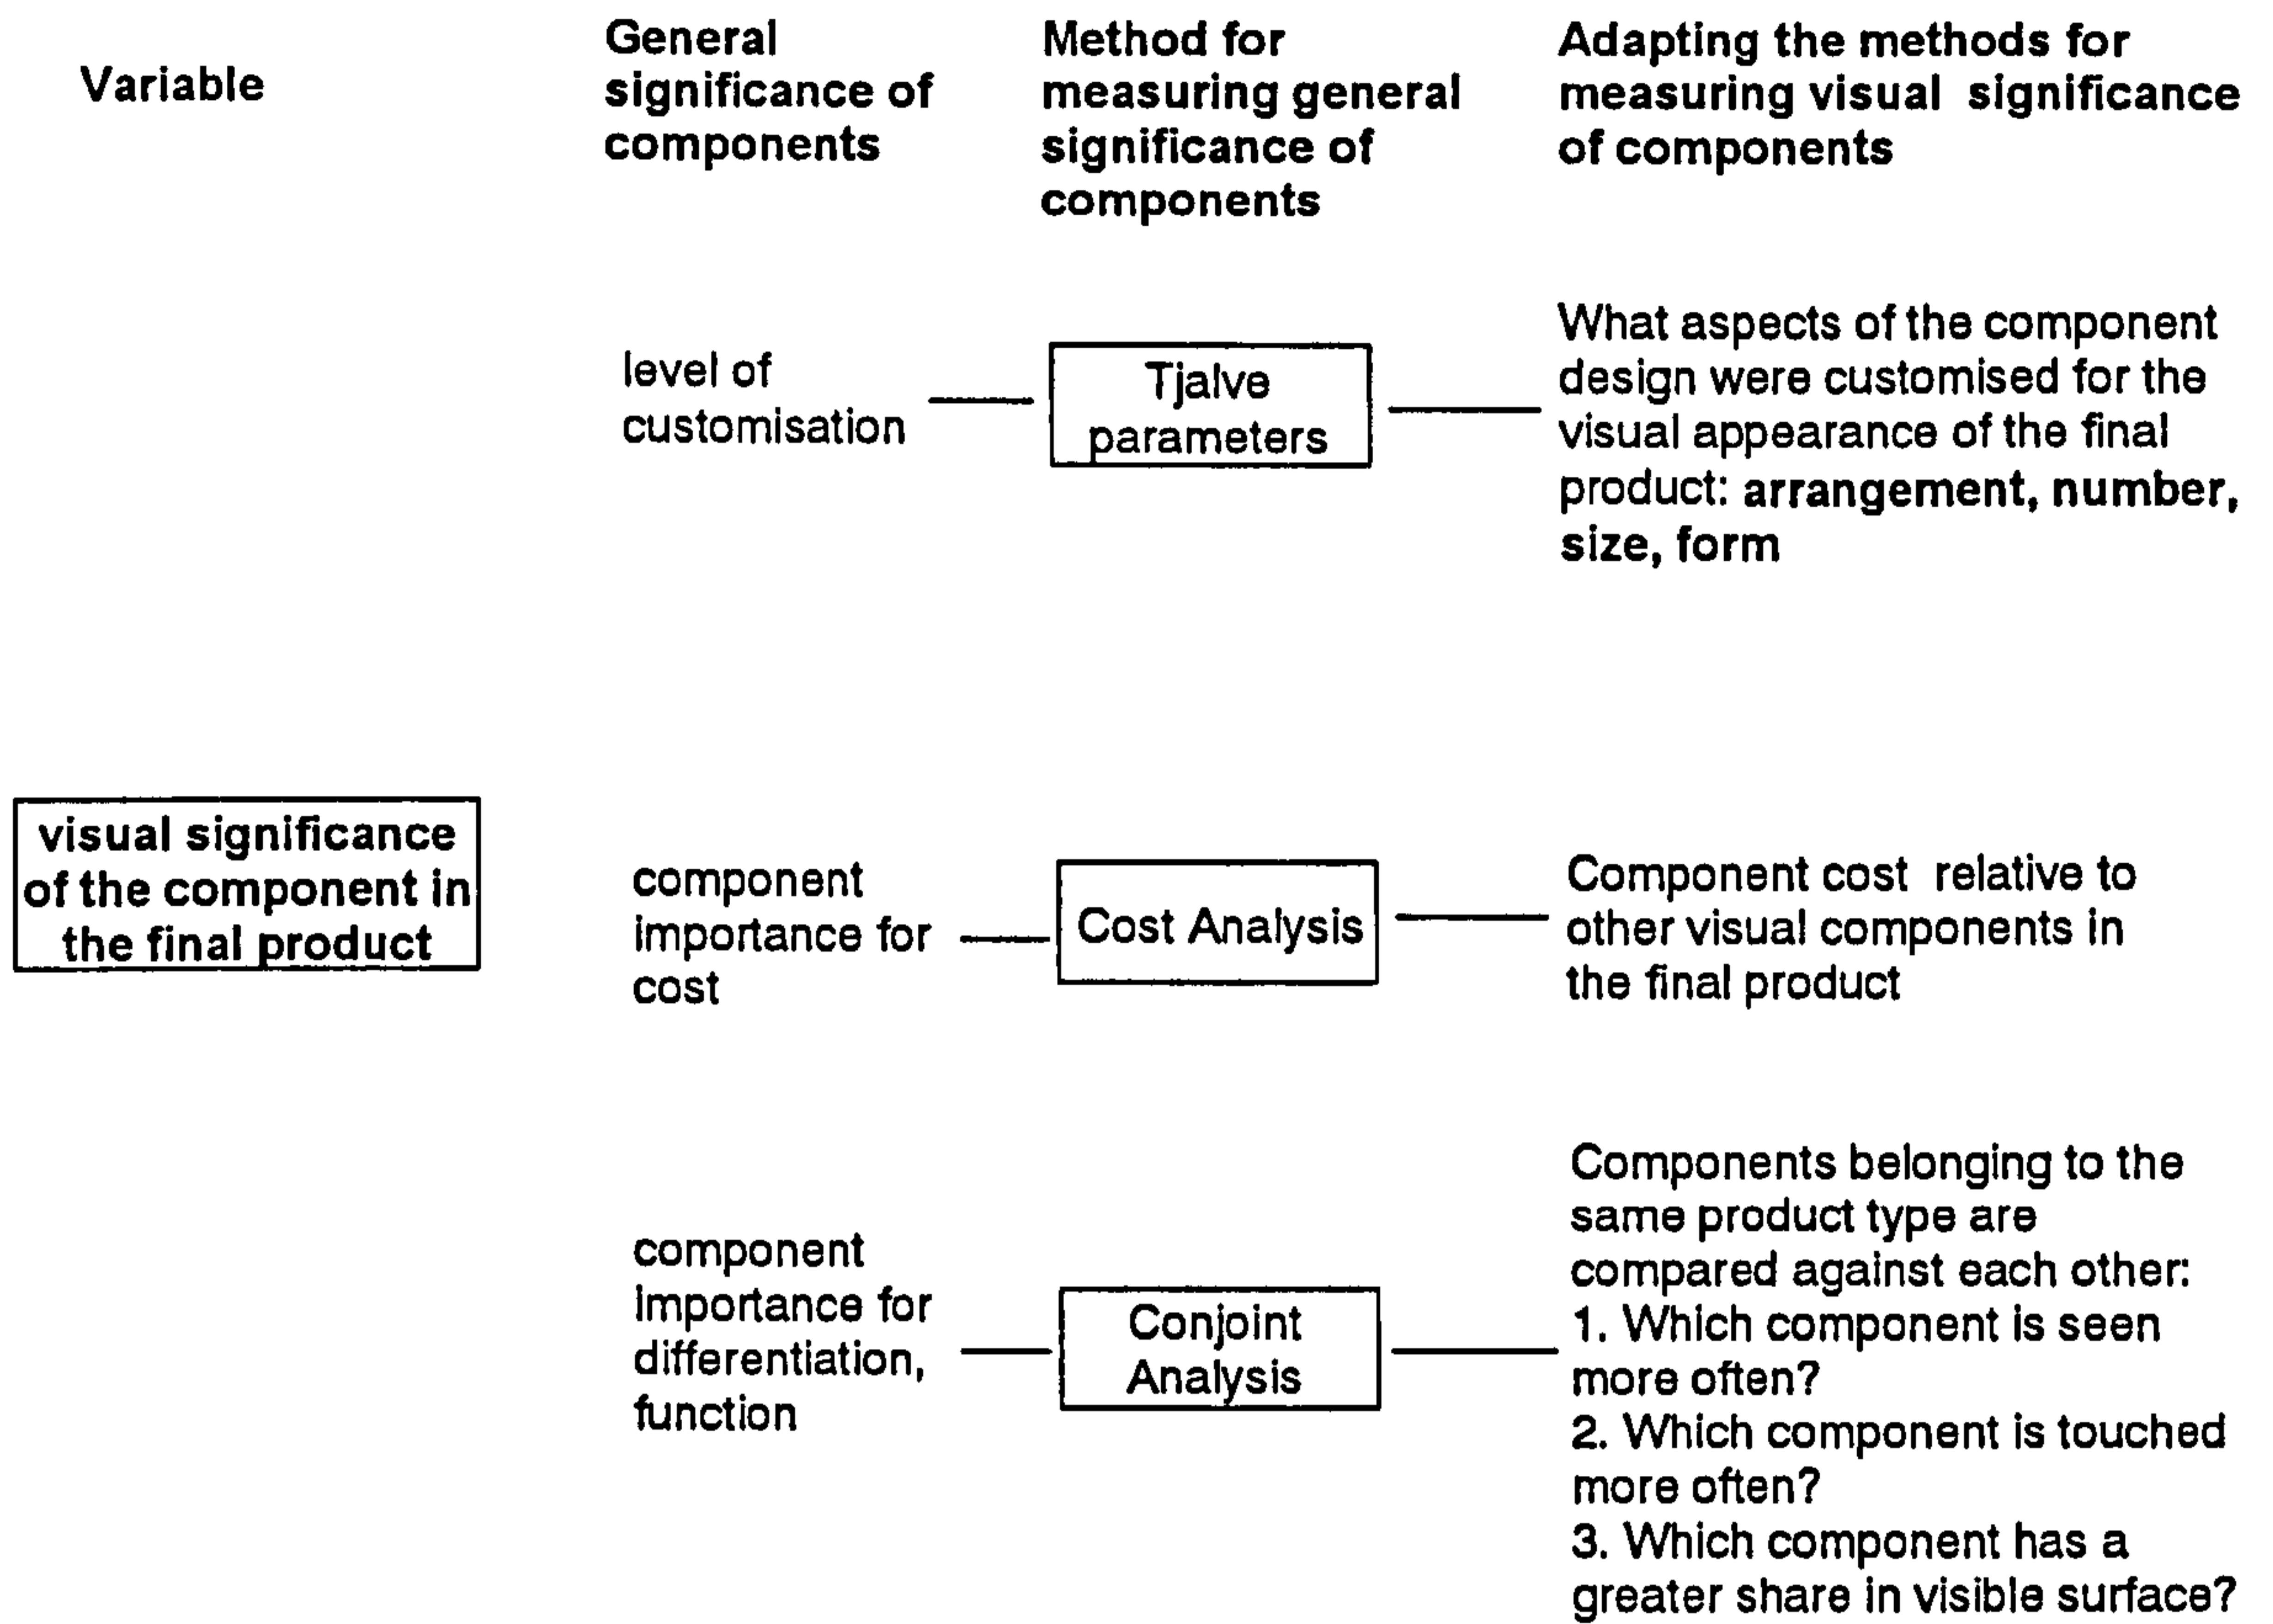 Variable
General
significance of
components
Method for
measuring general
significance of
components
Adapting the methods for
measuring visual significance
of components
level of
customisation
Tjalve
parameters
What aspects of the component
design were customised for the
visual appearance of the final
product: arrangement, number,
size, form
visual significance
of the component in
the final product
component
importance for
cost
Cost Analysis
Component cost relative to
other visual components in
the final product
component
importance for
differentiation,
function
Conjoint
Analysis
Components belonging to the
same product type are
compared against each other:
1. Which component is seen
more often?
2. Which component is touched
more often?
3. Which component has a
greater share in visible surface?